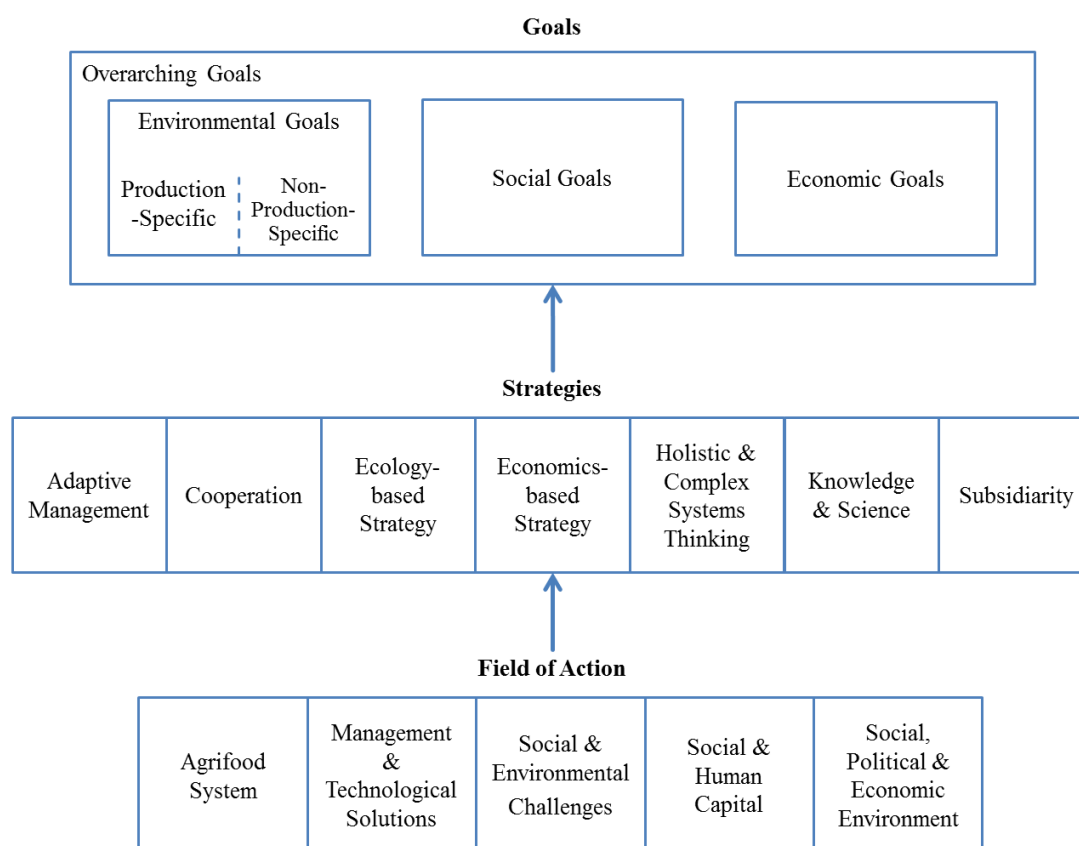 Goals
Overarching Goals
Environmental Goals
Production
-Specific
Non-
Production-
Specific
Social Goals
Economic Goals
Strategies
Adaptive
Management
Cooperation
Ecology-
based
Strategy
Economics-
based
Strategy
Holistic &
Complex
Systems
Thinking
Knowledge
& Science
Subsidiarity
Field of Action
Agrifood
System
Management
&
Technological
Solutions
Social &
Environmental
Challenges
Social &
Human
Capital
Social,
Political &
Economic
Environment